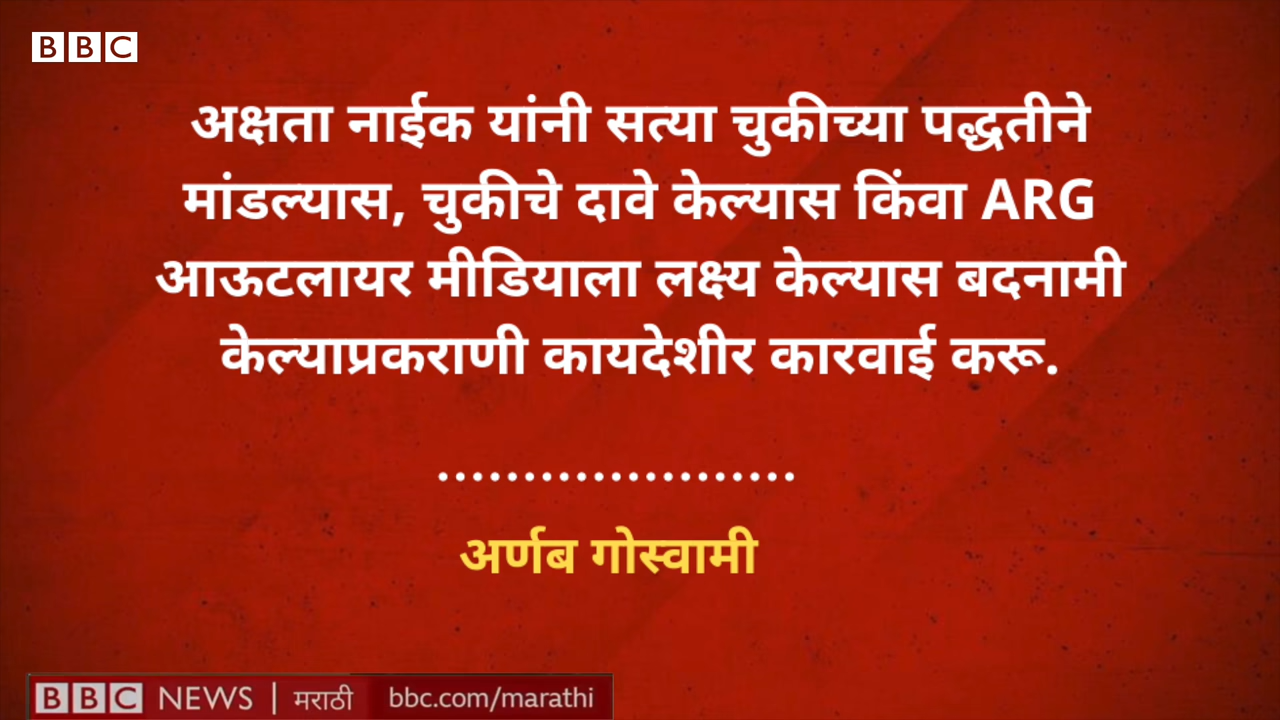 BBC
अक्षता नाईक यांनी सत्या चुकीच्या पद्धतीने
मांडल्यास, चुकीचे दावे केल्यास किंवा ARG
आऊटलायर मीडियाला लक्ष्य केल्यास बदनामी
केल्याप्रकराणी कायदेशीर कारवाई करू.
.....................
अर्णब गोस्वामी
BBC NEWS | मराठी bbc.com/marathi